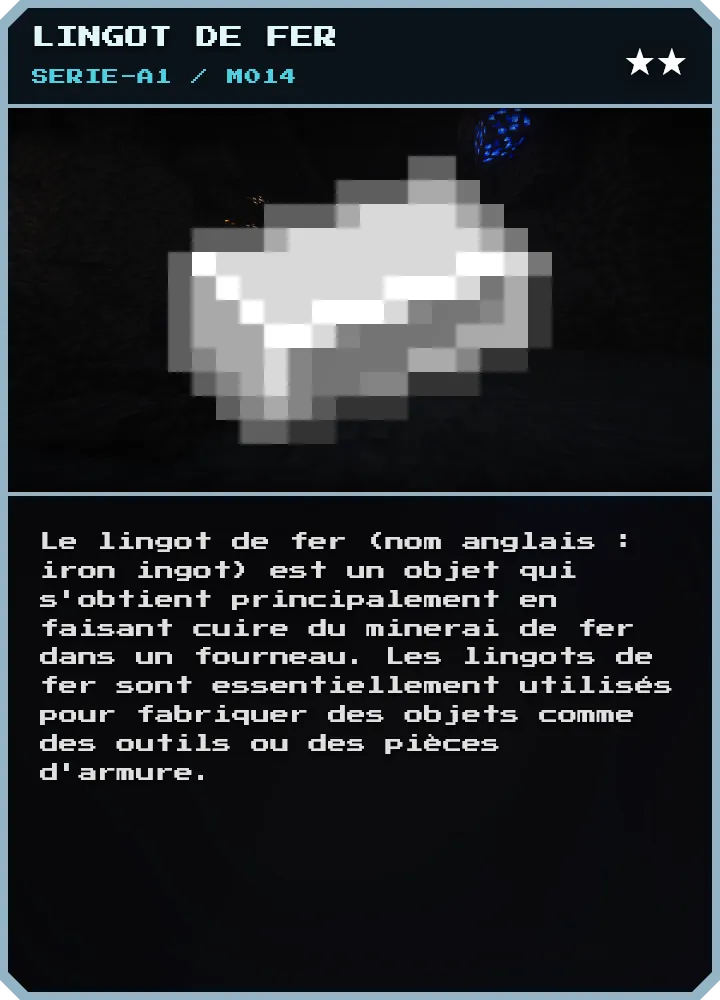 LINGOT DE FER
SERIE-A1 / M014
★★
Le lingot de fer (nom anglais :
iron ingot) est un objet qui
s'obtient principalement en
faisant cuire du minerai de fer
dans un fourneau. Les lingots de
fer sont essentiellement utilisés
pour fabriquer des objets comme
des outils ou des pièces
d'armure.